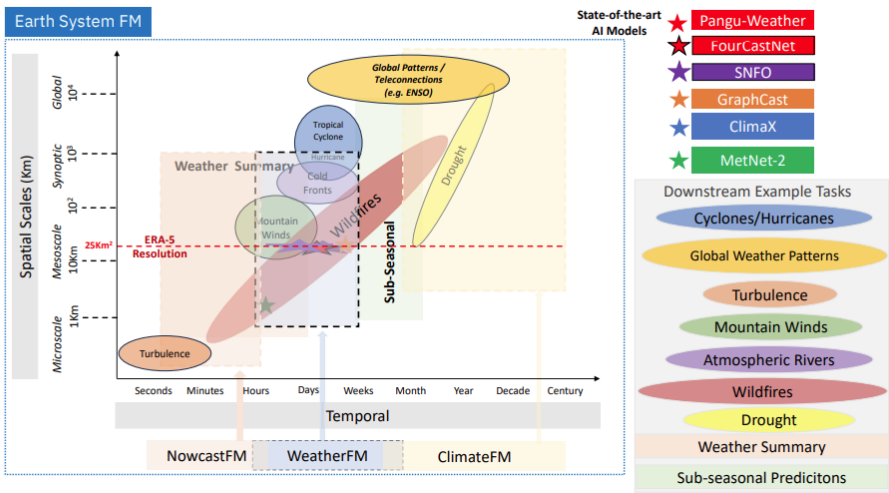 Earth System FM
State-of-the-art
AI Models
Pangu-Weather
FourCastNet
SNFO
GraphCast
ClimaX
MetNet-2
Downstream Example Tasks
Cyclones/Hurricanes
Global Weather Patterns
Turbulence
Mountain Winds
Atmospheric Rivers
Wildfires
Drought
Weather Summary
Sub-seasonal Predicitons
Spatial Scales (Km)
Global
Synoptic
Mesoscale
Microscale
10⁴
10³
10²
25Km²
10Km
1Km
ERA-5
Resolution
Global Patterns /
Teleconnections
(e.g. ENSO)
Tropical
Cyclone
Hurricane
Weather Summary
Cold
Fronts
Mountain
Winds
Wildfires
Drought
Sub-Seasonal
Turbulence
Seconds Minutes Hours Days Weeks Month Year Decade Century
Temporal
NowcastFM WeatherFM ClimateFM